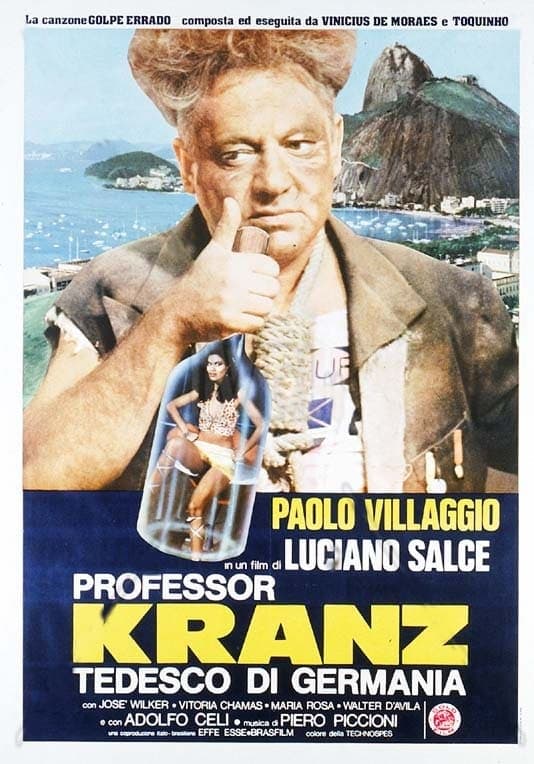 La canzone GOLPE ERRADO composta ed eseguita da VINICIUS DE MORAES e TOQUINHO
PAOLO VILLAGGIO
in un film di LUCIANO SALCE
PROFESSOR
KRANZ
TEDESCO DI GERMANIA
con JOSE' WILKER • VITORIA CHAMAS • MARIA ROSA • WALTER D'AVILA
e con ADOLFO CELI • musica di PIERO PICCIONI
una coproduzione italo-brasiliana EFFE ESSE•BRASFILM colore della TECHNOSPES